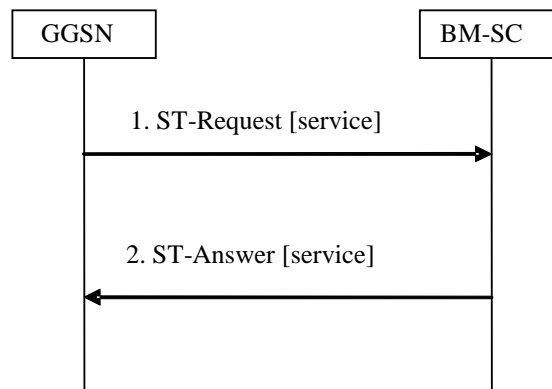 GGSN
BM-SC
1. ST-Request [service]
2. ST-Answer [service]